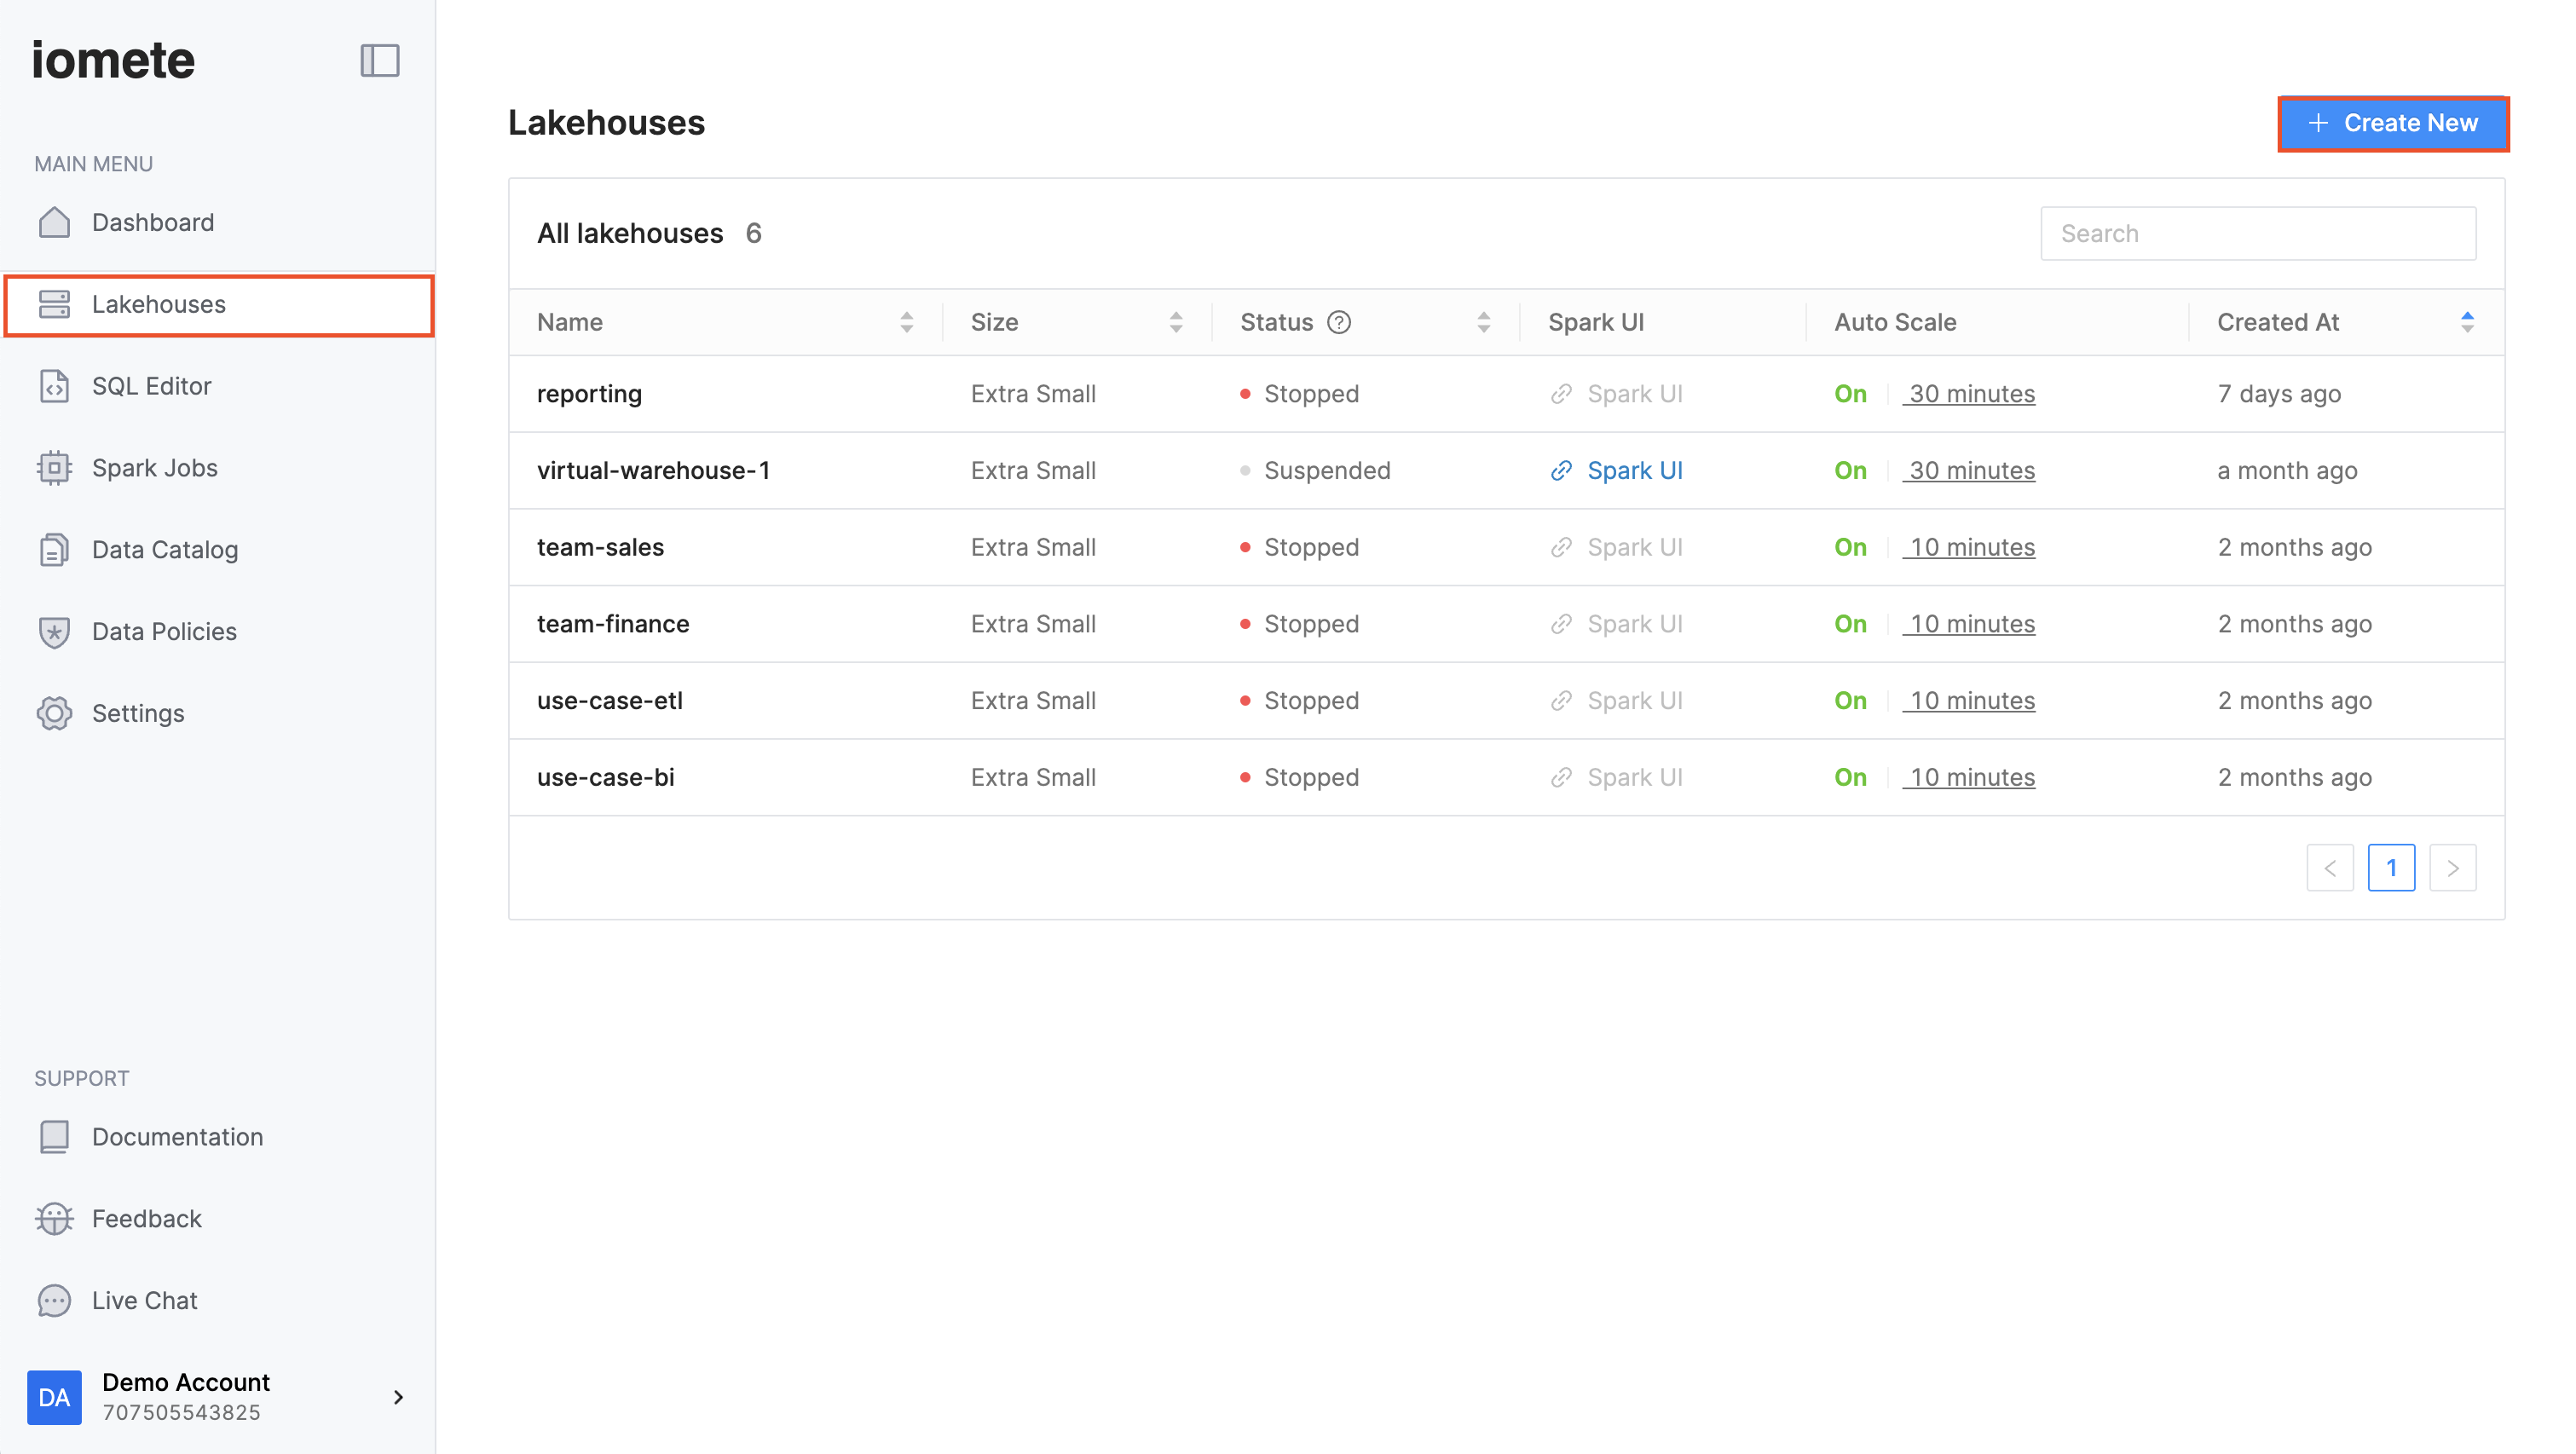 iomete
MAIN MENU
Dashboard
Lakehouses
SQL Editor
Spark Jobs
Data Catalog
Data Policies
Settings
SUPPORT
Documentation
Feedback
Live Chat
DA
Demo Account
707505543825
Lakehouses
+ Create New
All lakehouses 6
Search
Name Size Status ? Spark UI Auto Scale Created At
reporting Extra Small Stopped Spark UI On 30 minutes 7 days ago
virtual-warehouse-1 Extra Small Suspended Spark UI On 30 minutes a month ago
team-sales Extra Small Stopped Spark UI On 10 minutes 2 months ago
team-finance Extra Small Stopped Spark UI On 10 minutes 2 months ago
use-case-etl Extra Small Stopped Spark UI On 10 minutes 2 months ago
use-case-bi Extra Small Stopped Spark UI On 10 minutes 2 months ago
< 1 >